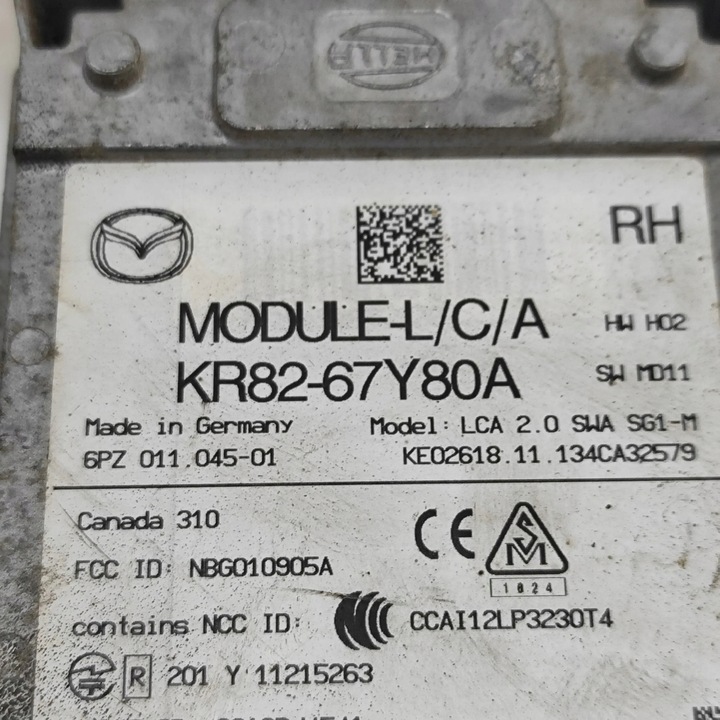 HELLA
RH
MODULE-L/C/A HW H02
KR82-67Y80A SW MD11
Made in Germany Model: LCA 2.0 SWA SG1-M
6PZ 011.045-01 KE02618.11.134CA32579
Canada 310 CE
FCC ID: NBG010905A 1824
contains NCC ID: CCAI12LP3230T4
R 201 Y 11215263